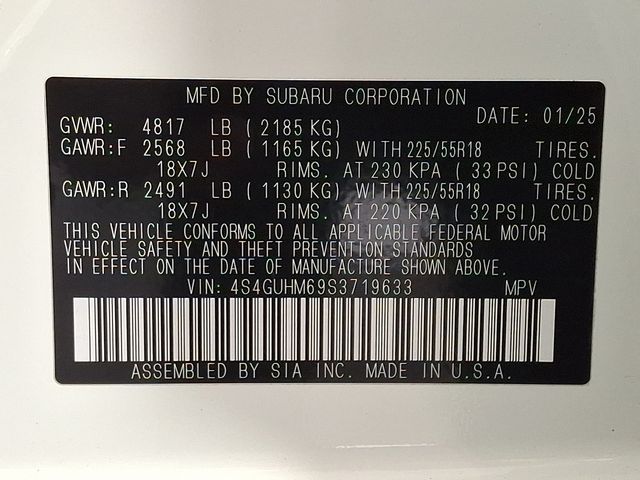 MFD BY SUBARU CORPORATION
DATE: 01/25
GVWR: 4817 LB (2185 KG)
GAWR:F 2568 LB (1165 KG) WITH 225/55R18 TIRES.
18X7J RIMS. AT 230 KPA (33 PSI) COLD
GAWR:R 2491 LB (1130 KG) WITH 225/55R18 TIRES.
18X7J RIMS. AT 220 KPA (32 PSI) COLD
THIS VEHICLE CONFORMS TO ALL APPLICABLE FEDERAL MOTOR
VEHICLE SAFETY AND THEFT PREVENTION STANDARDS
IN EFFECT ON THE DATE OF MANUFACTURE SHOWN ABOVE.
VIN: 4S4GUHM69S3719633 MPV
ASSEMBLED BY SIA INC. MADE IN U.S.A.